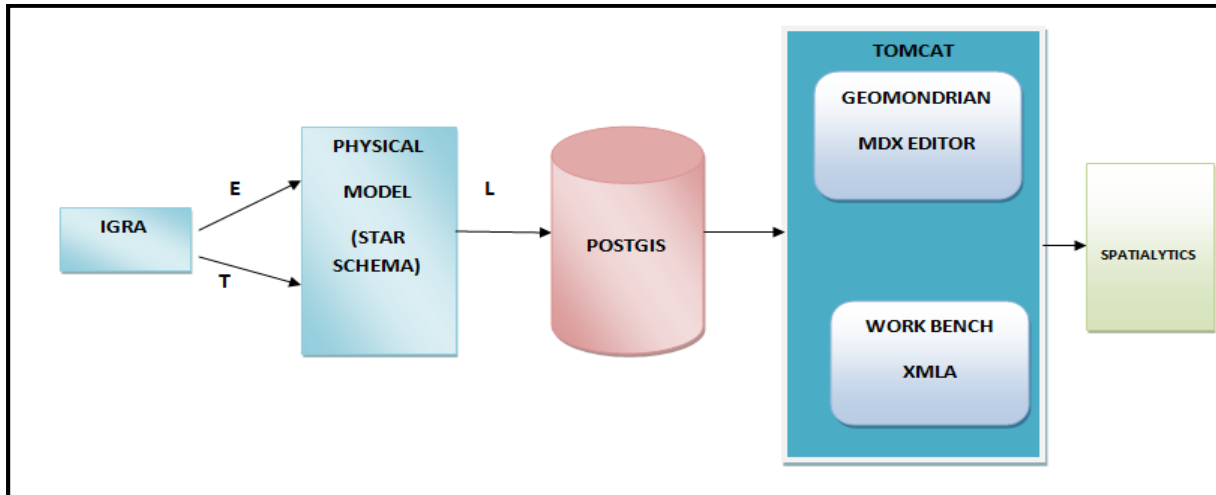 IGRA
E
T
PHYSICAL
MODEL
(STAR
SCHEMA)
L
POSTGIS
TOMCAT
GEOMONDRIAN
MDX EDITOR
WORK BENCH
XMLA
SPATIALYTICS